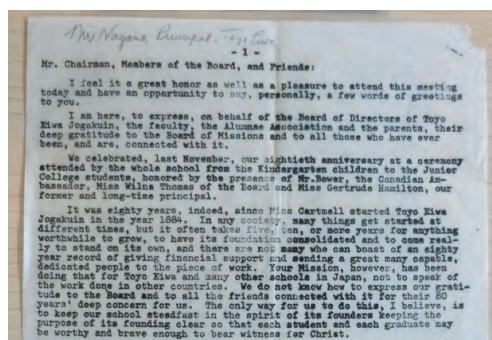 Mrs Nagano, Principal - Toyo Eiwa
- 1 -
Mr. Chairman, Members of the Board, and Friends:
I feel it a great honor as well as a pleasure to attend this meeting
today and have an opportunity to say, personally, a few words of greetings
to you.
I am here, to express, on behalf of the Board of Directors of Toyo
Eiwa Jogakuin, the faculty, the Alumnae Association and the parents, their
deep gratitude to the Board of Missions and to all those who have ever
been, and are, connected with it.
We celebrated, last November, our eightieth anniversary at a ceremony
attended by the whole school from the Kindergarten children to the Junior
College students, honored by the presence of Mr.Bower, the Canadian Am-
bassador, Miss Wilna Thomas of the Board and Miss Gertrude Hamilton, our
former and long-time principal.
It was eighty years, indeed, since Miss Cartmell started Toyo Eiwa
Jogakuin in the year 1884. In any society, many things get started at
different times, but it often takes five, ten, or more years for anything
worthwhile to grow, to have its foundation consolidated and to come real-
ly to stand on its own, and there are not many who can boast of an eighty
year record of giving financial support and sending a great many capable,
dedicated people to the piece of work. Your Mission, however, has been
doing that for Toyo Eiwa and many other schools in Japan, not to speak of
the work done in other countries. We do not know how to express our grati-
tude to the Board and to all the friends connected with it for their 80
years' deep concern for us. The only way for us to do this, I believe, is
to keep our school steadfast in the spirit of its founders keeping the
purpose of its founding clear so that each student and each graduate may
be worthy and brave enough to bear witness for Christ.